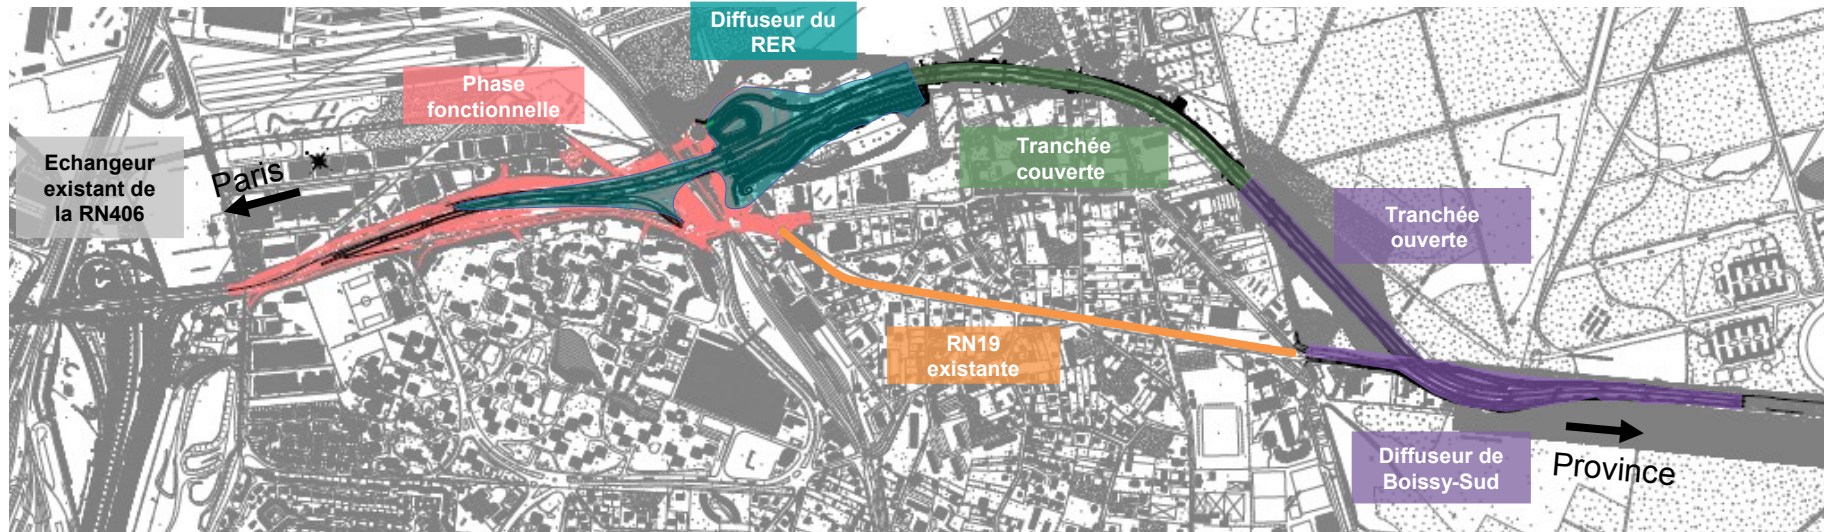 Diffuseur du
RER
Phase
fonctionnelle
Echangeur
existant de
la RN406
Paris
Tranchée
couverte
Tranchée
ouverte
RN19
existante
Diffuseur de
Boissy-Sud
Province